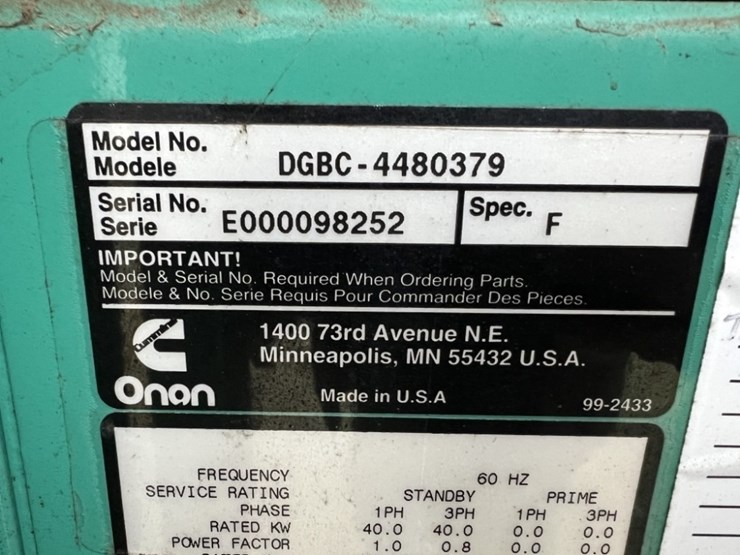 Model No.
Modele DGBC-4480379
Serial No.
Serie E000098252
Spec. F
IMPORTANT!
Model & Serial No. Required When Ordering Parts.
Modele & No. Serie Requis Pour Commander Des Pieces.
Cummins
Onan
1400 73rd Avenue N.E.
Minneapolis, MN 55432 U.S.A.
Made in U.S.A
99-2433
FREQUENCY 60 HZ
SERVICE RATING STANDBY PRIME
PHASE 1PH 3PH 1PH 3PH
RATED KW 40.0 40.0 0.0 0.0
POWER FACTOR 1.0 0.8 0.0 0.0